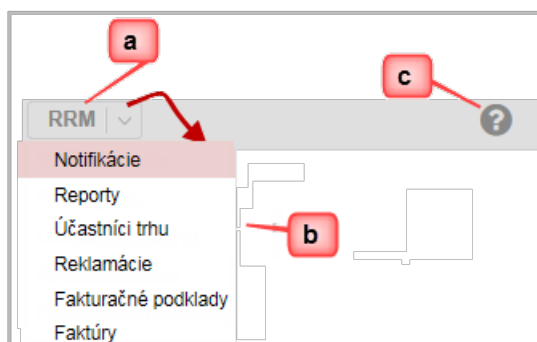 a
c
RRM
?
Notifikácie
Reporty
Účastníci trhu
b
Reklamácie
Fakturačné podklady
Faktúry